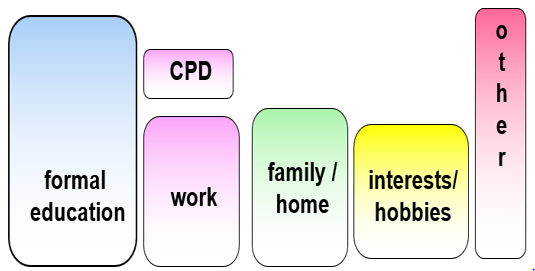 formal
education
CPD
work
family /
home
interests/
hobbies
o
t
h
e
r